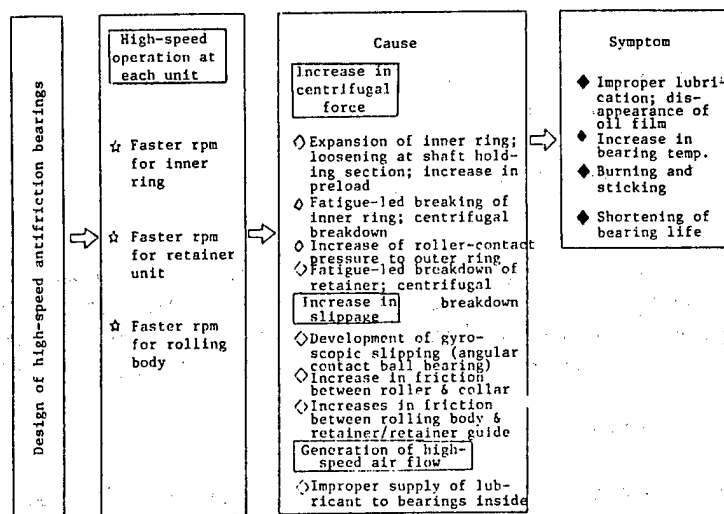 Design of high-speed antifriction bearings
High-speed
operation at
each unit
☆ Faster rpm
for inner
ring
☆ Faster rpm
for retainer
unit
☆ Faster rpm
for rolling
body
Cause
Increase in
centrifugal
force
◇ Expansion of inner ring;
loosening at shaft hold-
ing section; increase in
preload
◇ Fatigue-led breaking of
inner ring; centrifugal
breakdown
◇ Increase of roller-contact
pressure to outer ring
◇ Fatigue-led breakdown of
retainer; centrifugal
breakdown
Increase in
slippage
◇ Development of gyro-
scopic slipping (angular
contact ball bearing)
◇ Increase in friction
between roller & collar
◇ Increases in friction
between rolling body &
retainer/retainer guide
Generation of high-
speed air flow
◇ Improper supply of lub-
ricant to bearings inside
Symptom
◆ Improper lubri-
cation; dis-
appearance of
oil film
◆ Increase in
bearing temp.
◆ Burning and
sticking
◆ Shortening of
bearing life